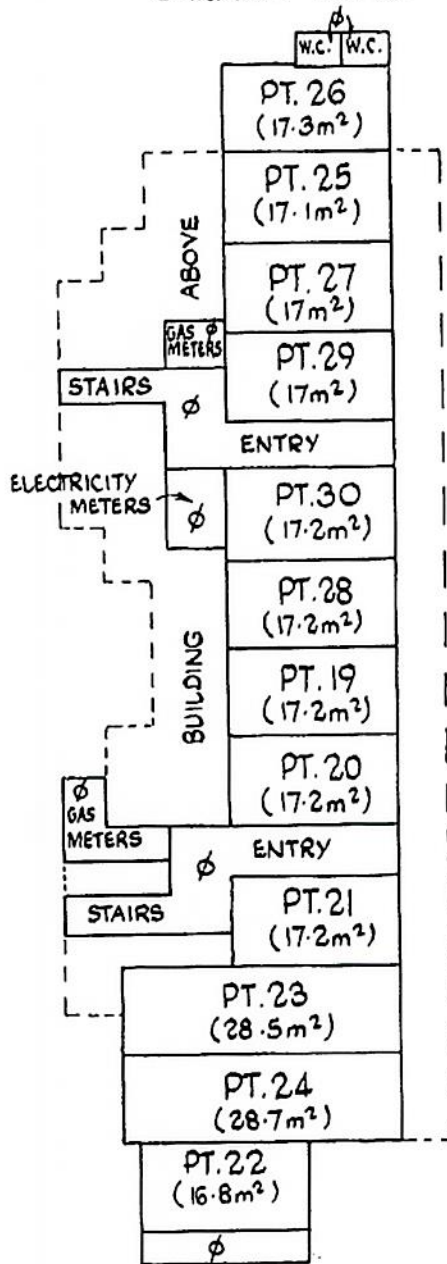 Ø
W.C. W.C.
PT. 26
(17.3m²)
PT. 25
(17.1m²)
ABOVE
PT. 27
(17m²)
GAS Ø
METERS
PT. 29
(17m²)
STAIRS
Ø
ENTRY
ELECTRICITY
METERS
Ø
PT. 30
(17.2m²)
PT. 28
(17.2m²)
BUILDING
PT. 19
(17.2m²)
PT. 20
(17.2m²)
Ø
GAS
METERS
ENTRY
Ø
STAIRS
PT. 21
(17.2m²)
PT. 23
(28.5m²)
PT. 24
(28.7m²)
PT. 22
(16.8m²)
Ø